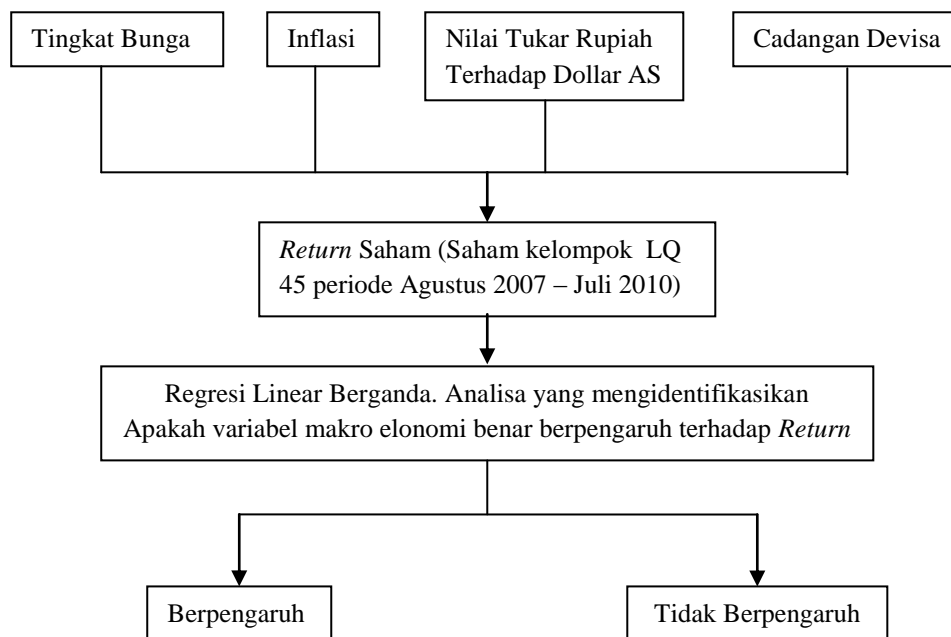 Tingkat Bunga
Inflasi
Nilai Tukar Rupiah
Terhadap Dollar AS
Cadangan Devisa
Return Saham (Saham kelompok LQ
45 periode Agustus 2007 – Juli 2010)
Regresi Linear Berganda. Analisa yang mengidentifikasikan
Apakah variabel makro elonomi benar berpengaruh terhadap Return
Berpengaruh
Tidak Berpengaruh